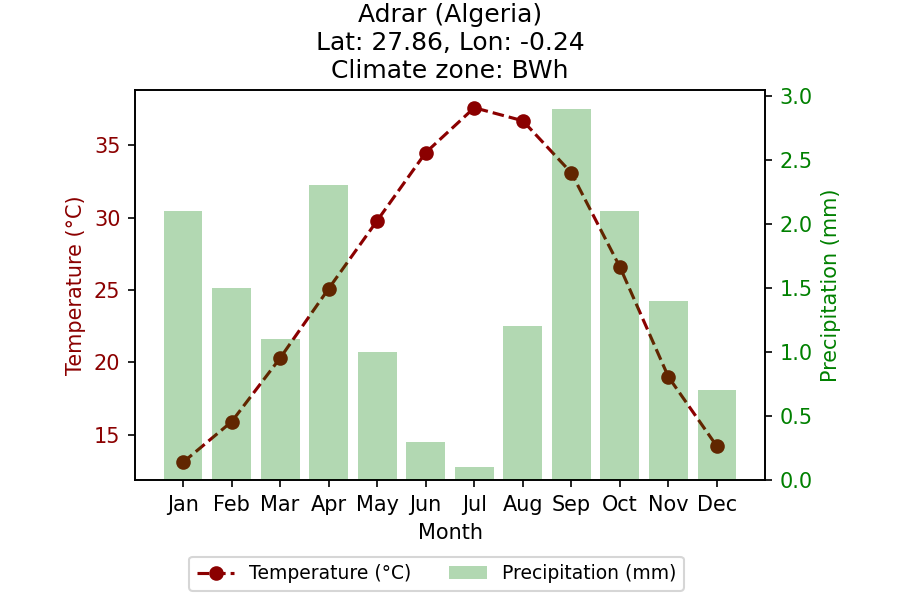 Adrar (Algeria)
Lat: 27.86, Lon: -0.24
Climate zone: BWh
Temperature (°C)
35
30
25
20
15
3.0
2.5
2.0
1.5
1.0
0.5
0.0
Precipitation (mm)
Jan Feb Mar Apr May Jun Jul Aug Sep Oct Nov Dec
Month
Temperature (°C) Precipitation (mm)